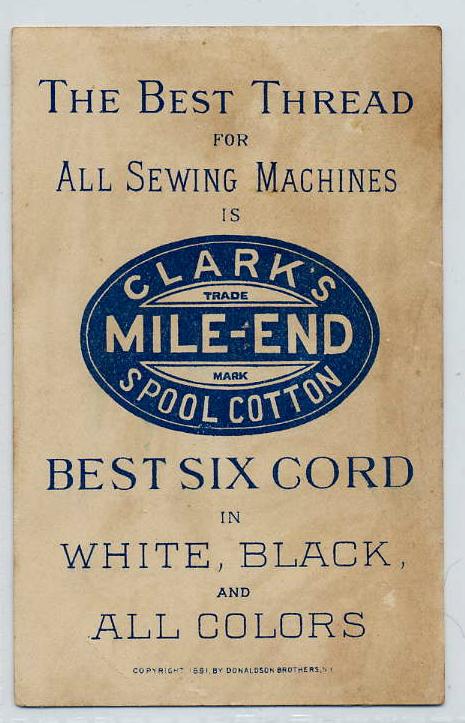 THE BEST THREAD
FOR
ALL SEWING MACHINES
IS
CLARK'S
TRADE
MILE-END
MARK
SPOOL COTTON
BEST SIX CORD
IN
WHITE, BLACK,
AND
ALL COLORS
COPYRIGHT 1881, BY DONALDSON BROTHERS, N.Y.